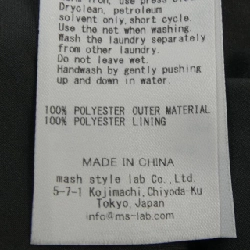 Dryclean, petroleum
solvent only, short cycle.
Use the net when washing.
Wash the laundry separately
from other laundry.
Do not leave wet.
Handwash by gently pushing
up and down in water.
100% POLYESTER OUTER MATERIAL
100% POLYESTER LINING
MADE IN CHINA
mash style lab Co., Ltd.
5-7-1 Kojimachi, Chiyoda Ku
Tokyo, Japan
info@ms-lab.com